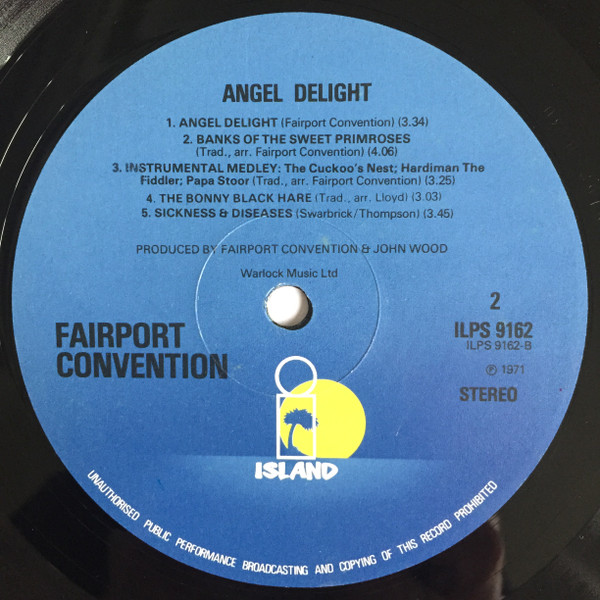 ANGEL DELIGHT
1. ANGEL DELIGHT (Fairport Convention) (3.34)
2. BANKS OF THE SWEET PRIMROSES
(Trad., arr. Fairport Convention) (4.06)
3. INSTRUMENTAL MEDLEY: The Cuckoo's Nest; Hardiman The
Fiddler; Papa Stoor (Trad., arr. Fairport Convention) (3.25)
4. THE BONNY BLACK HARE (Trad., arr. Lloyd) (3.03)
5. SICKNESS & DISEASES (Swarbrick/Thompson) (3.45)
PRODUCED BY FAIRPORT CONVENTION & JOHN WOOD
Warlock Music Ltd
2
FAIRPORT
CONVENTION
ILPS 9162
ILPS 9162-B
℗ 1971
STEREO
ISLAND
UNAUTHORISED PUBLIC PERFORMANCE BROADCASTING AND COPYING OF THIS RECORD PROHIBITED